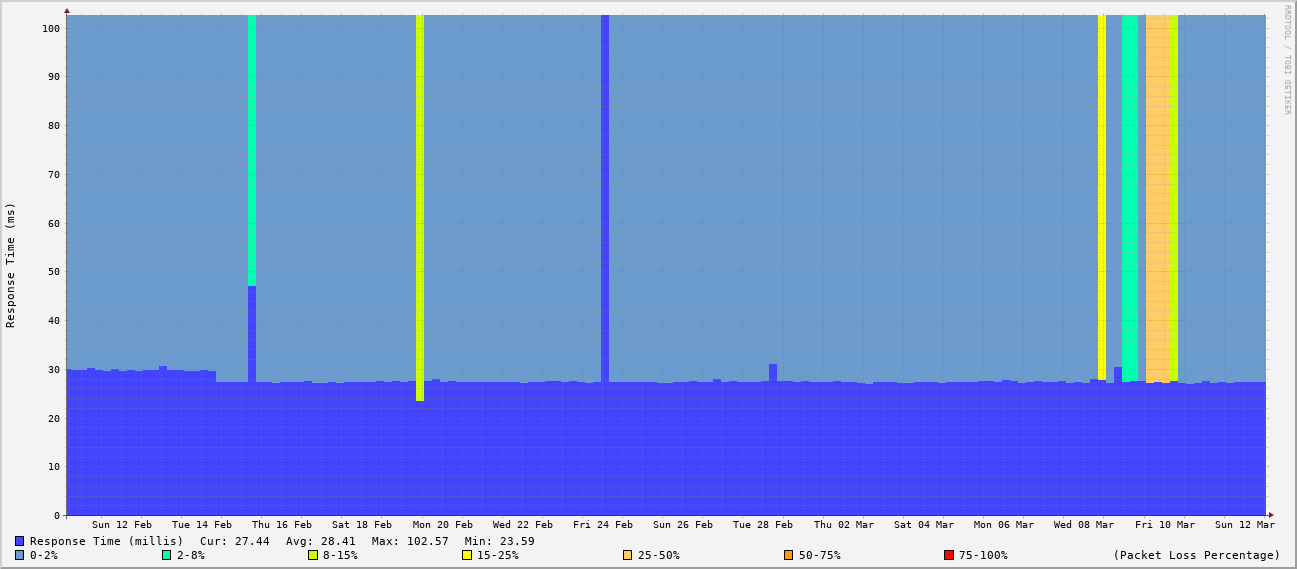 RRDTOOL / TOBI OETIKER
Response Time (ms)
100
90
80
70
60
50
40
30
20
10
0
Sun 12 Feb Tue 14 Feb Thu 16 Feb Sat 18 Feb Mon 20 Feb Wed 22 Feb Fri 24 Feb Sun 26 Feb Tue 28 Feb Thu 02 Mar Sat 04 Mar Mon 06 Mar Wed 08 Mar Fri 10 Mar Sun 12 Mar
Response Time (millis) Cur: 27.44 Avg: 28.41 Max: 102.57 Min: 23.59
0-2% 2-8% 8-15% 15-25% 25-50% 50-75% 75-100% (Packet Loss Percentage)